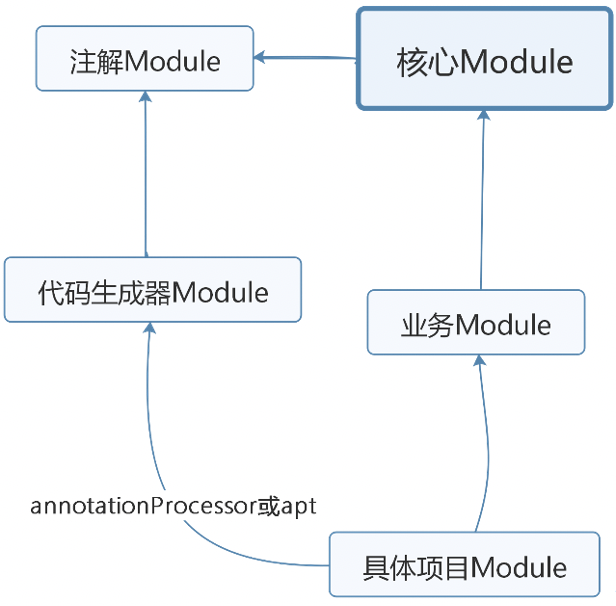 注解Module
核心Module
代码生成器Module
业务Module
annotationProcessor或apt
具体项目Module